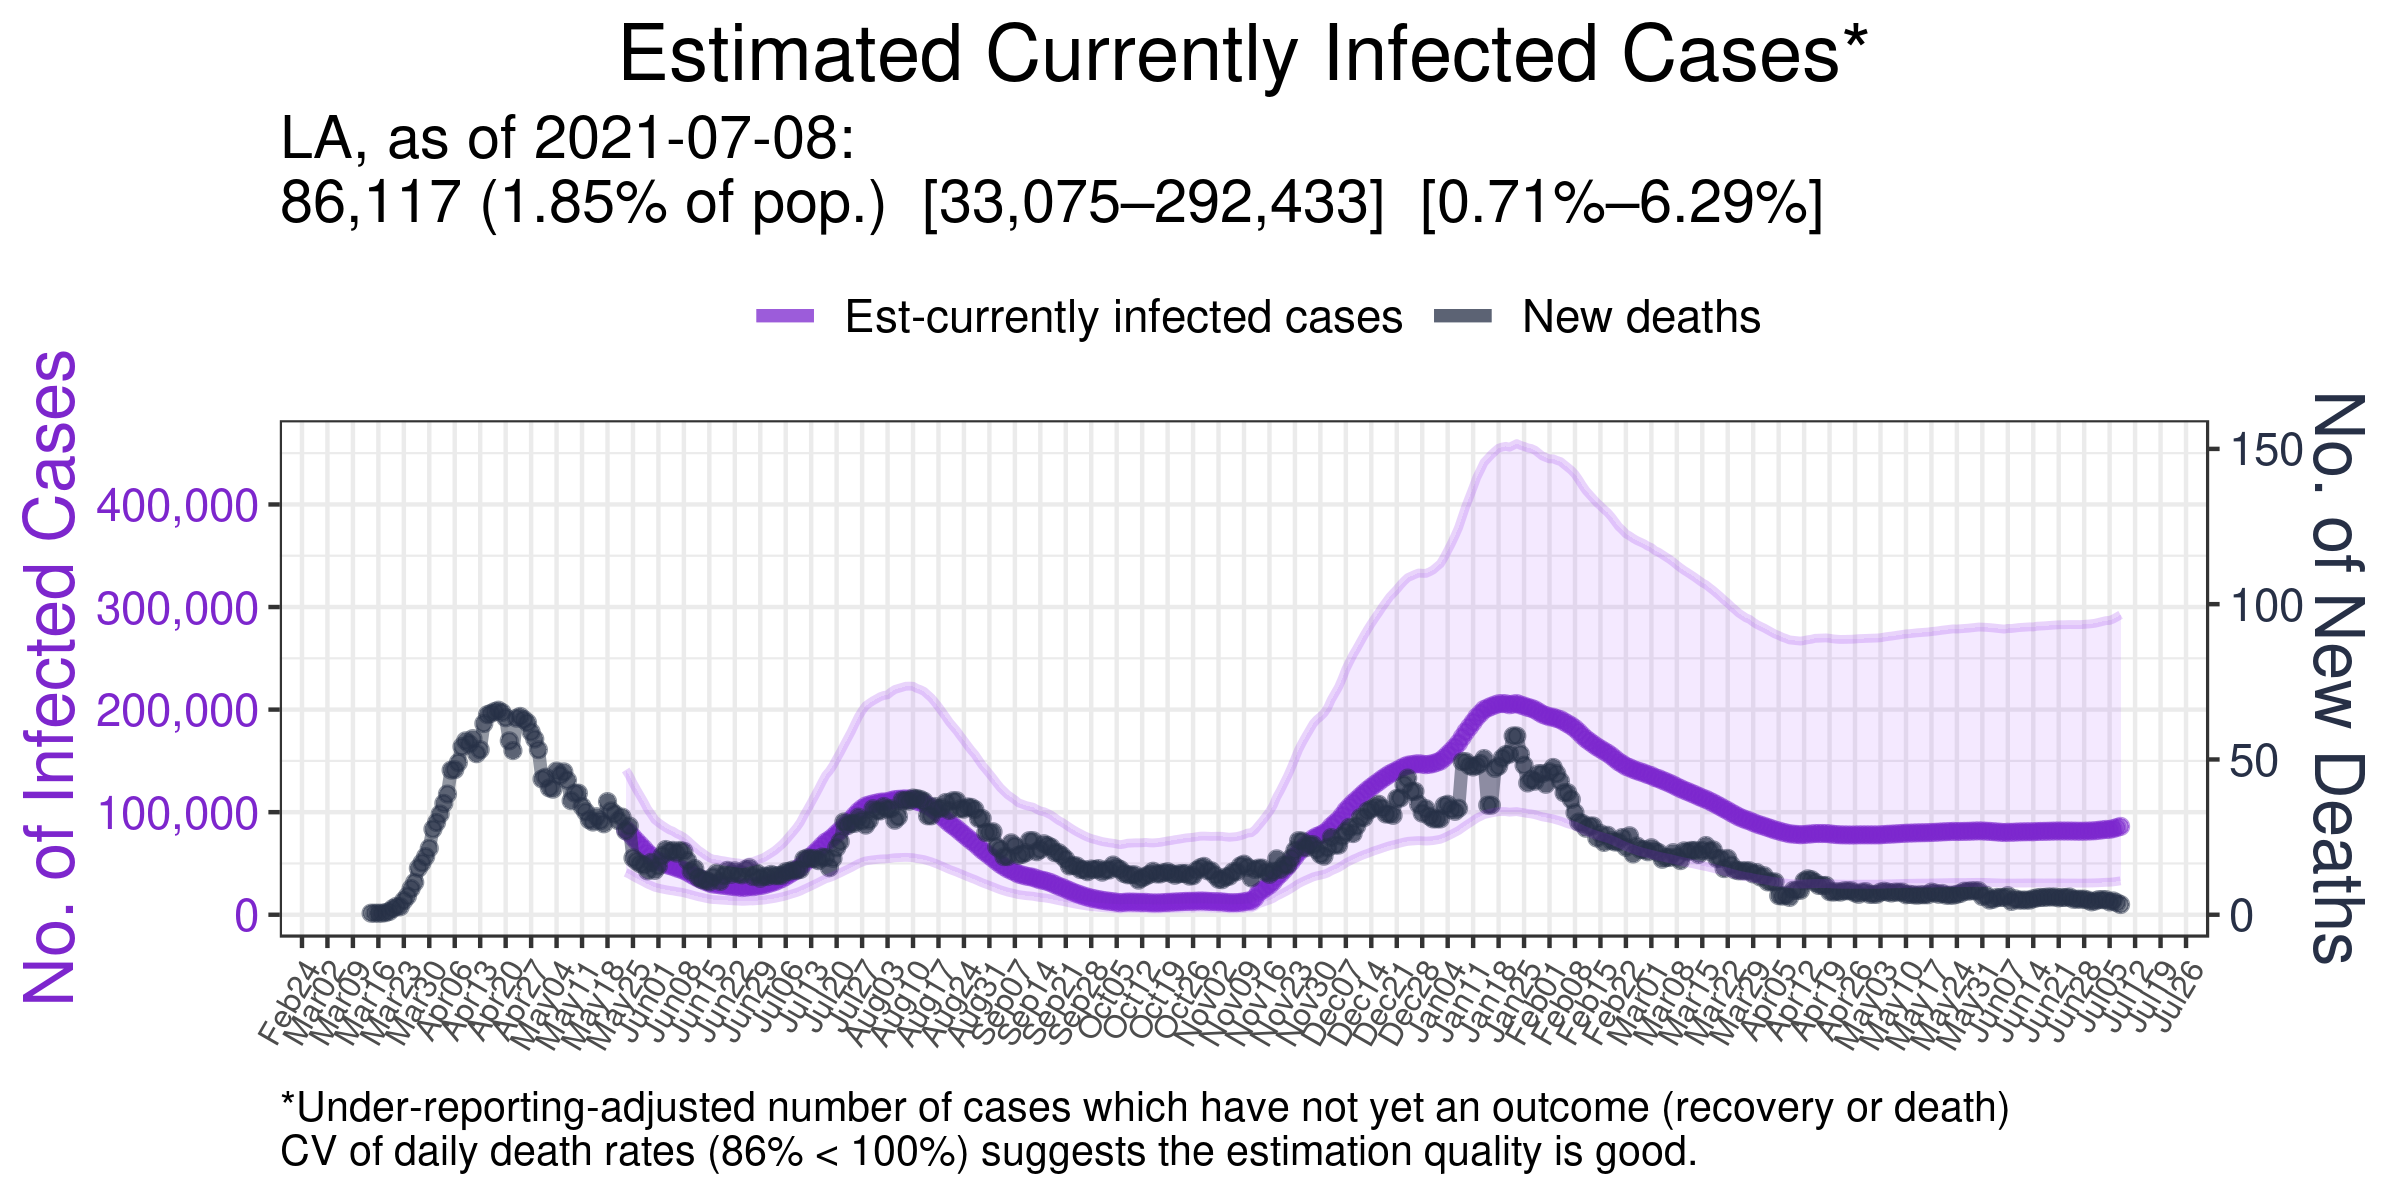 Estimated Currently Infected Cases*
LA, as of 2021-07-08:
86,117 (1.85% of pop.) [33,075–292,433] [0.71%–6.29%]
Est-currently infected cases
New deaths
No. of Infected Cases
400,000
300,000
200,000
100,000
0
150
100
50
0
No. of New Deaths
Feb24
Mar02
Mar09
Mar16
Mar23
Mar30
Apr06
Apr13
Apr20
Apr27
May04
May11
May18
May25
Jun01
Jun08
Jun15
Jun22
Jun29
Jul06
Jul13
Jul20
Jul27
Aug03
Aug10
Aug17
Aug24
Aug31
Sep07
Sep14
Sep21
Sep28
Oct05
Oct12
Oct19
Oct26
Nov02
Nov09
Nov16
Nov23
Nov30
Dec07
Dec14
Dec21
Dec28
Jan04
Jan11
Jan18
Jan25
Feb01
Feb08
Feb15
Feb22
Mar01
Mar08
Mar15
Mar22
Mar29
Apr05
Apr12
Apr19
Apr26
May03
May10
May17
May24
May31
Jun07
Jun14
Jun21
Jun28
Jul05
Jul12
Jul19
Jul26
*Under-reporting-adjusted number of cases which have not yet an outcome (recovery or death)
CV of daily death rates (86% < 100%) suggests the estimation quality is good.